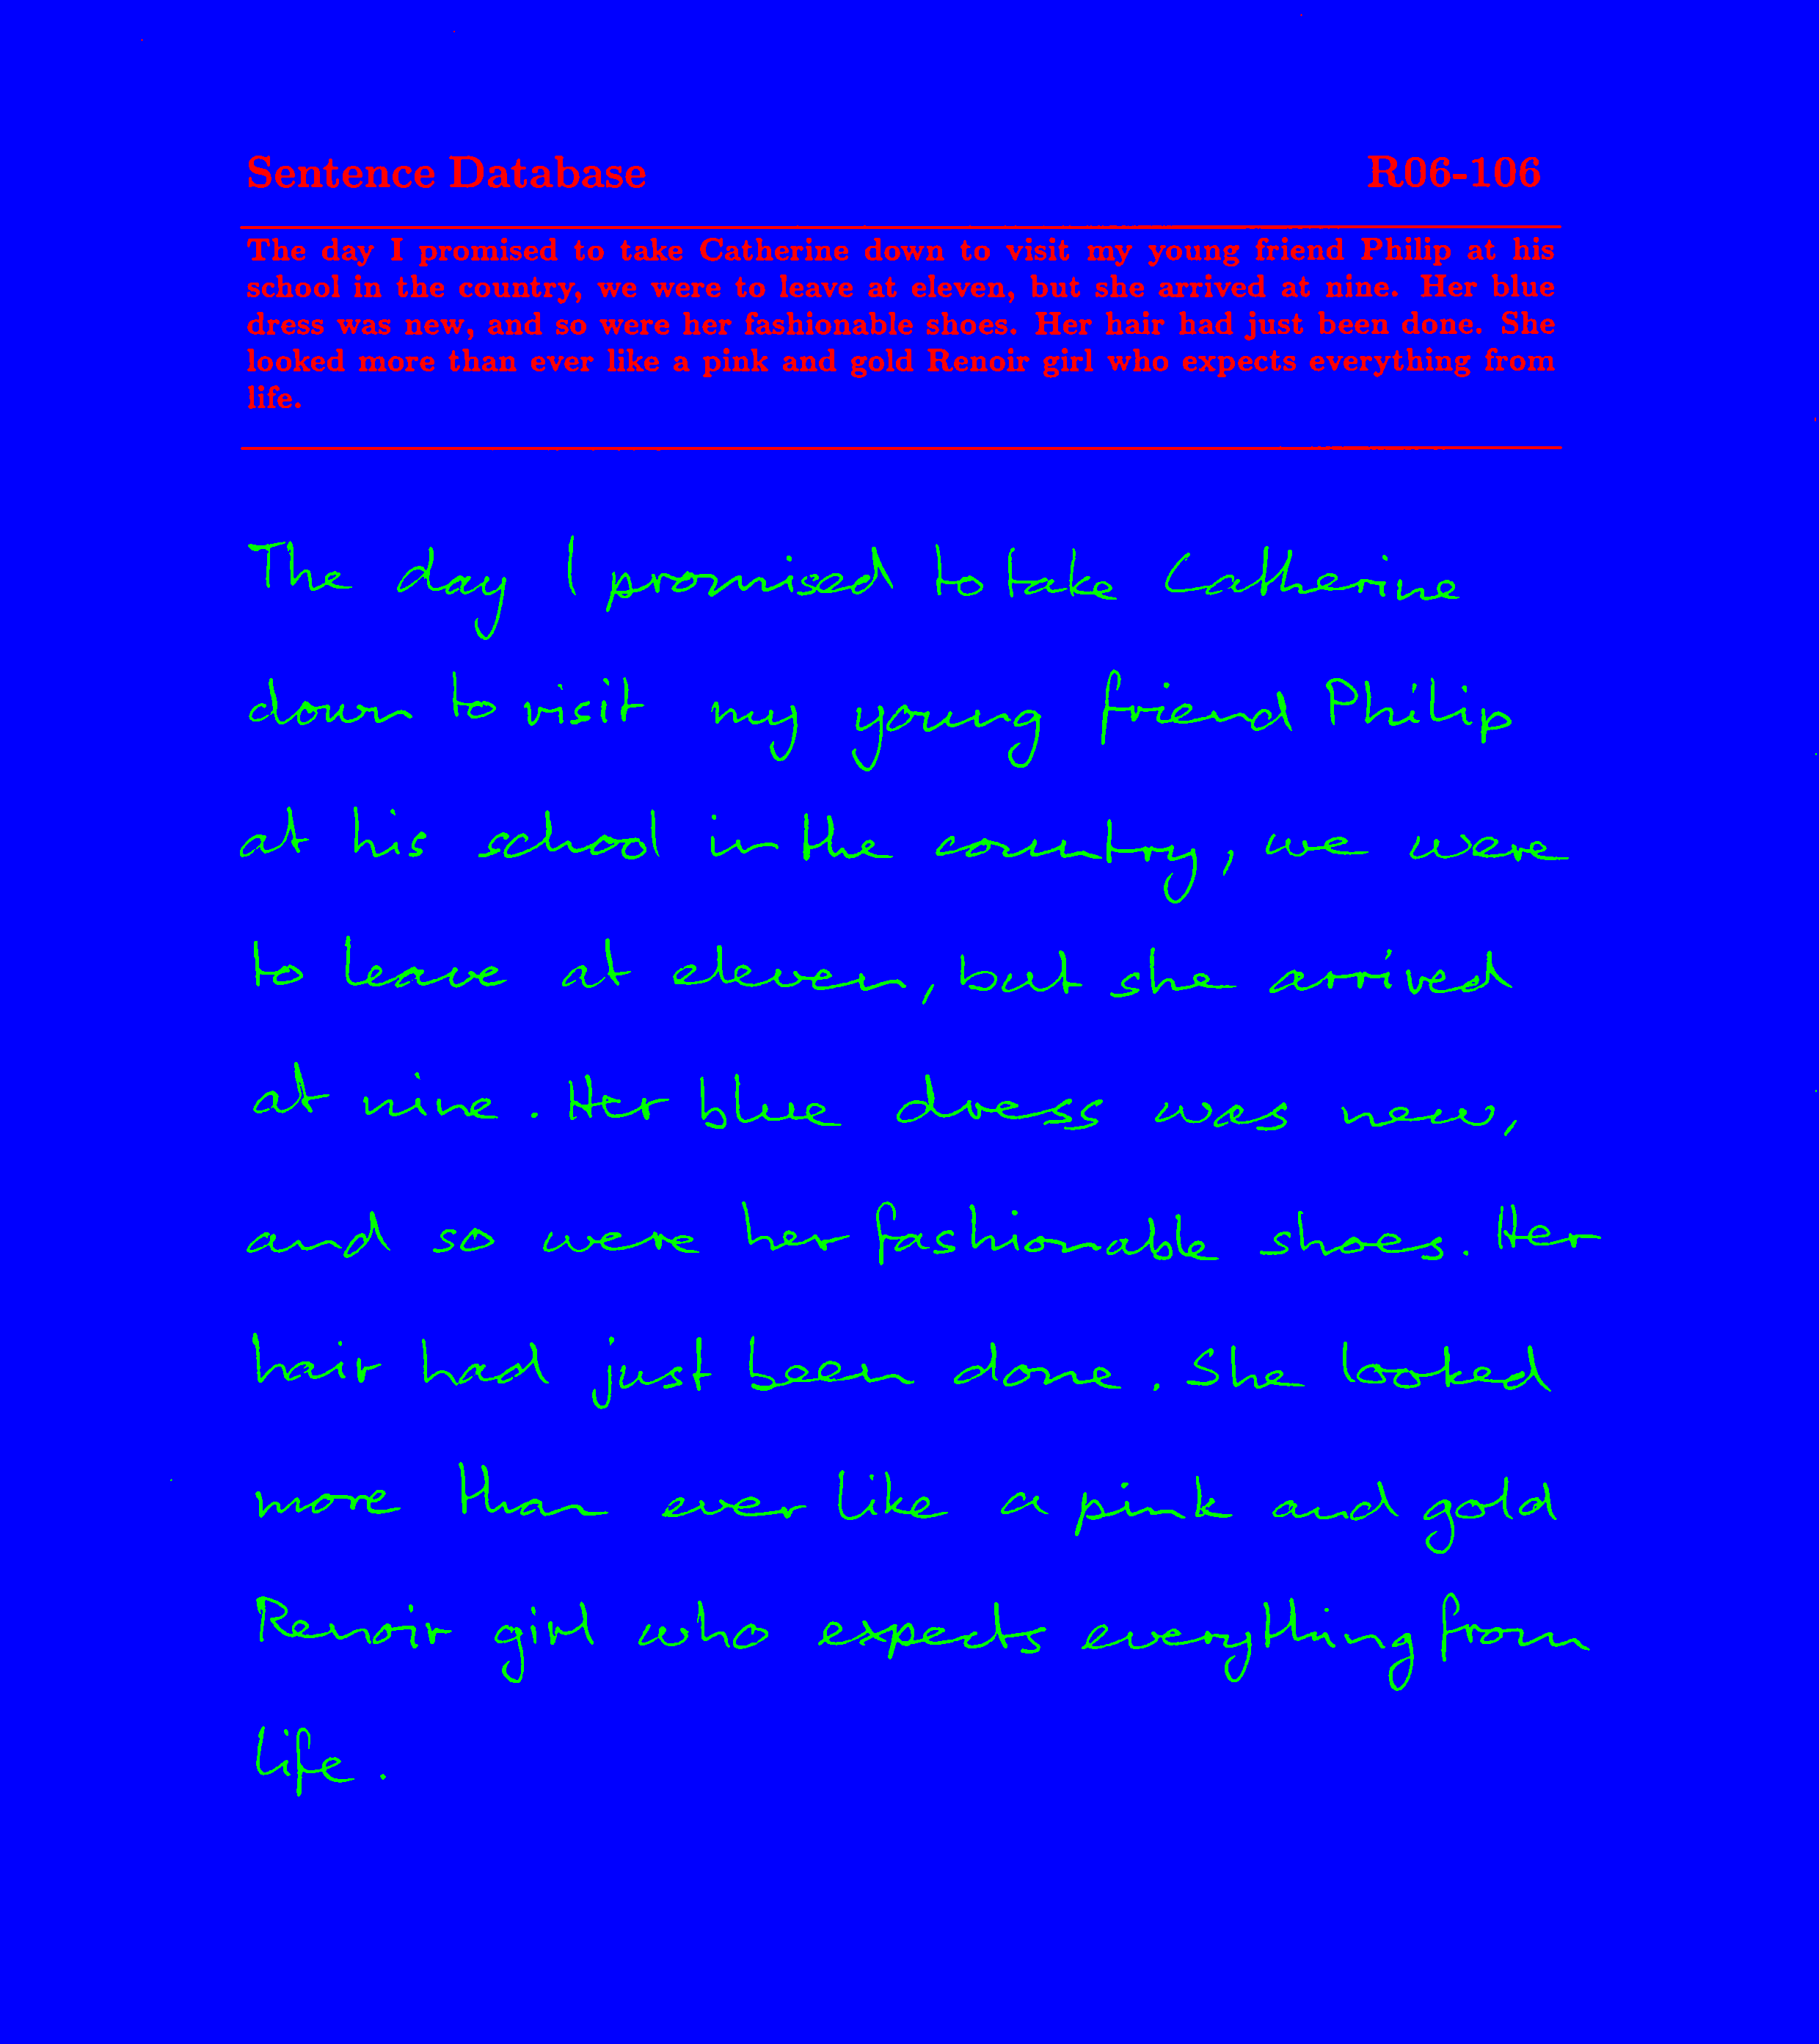 Sentence Database R06-106
The day I promised to take Catherine down to visit my young friend Philip at his
school in the country, we were to leave at eleven, but she arrived at nine. Her blue
dress was new, and so were her fashionable shoes. Her hair had just been done. She
looked more than ever like a pink and gold Renoir girl who expects everything from
life.
The day I promised to take Catherine
down to visit my young friend Philip
at his school in the country, we were
to leave at eleven, but she arrived
at nine. Her blue dress was new,
and so were her fashionable shoes. Her
hair had just been done. She looked
more than ever like a pink and gold
Renoir girl who expects everything from
life.